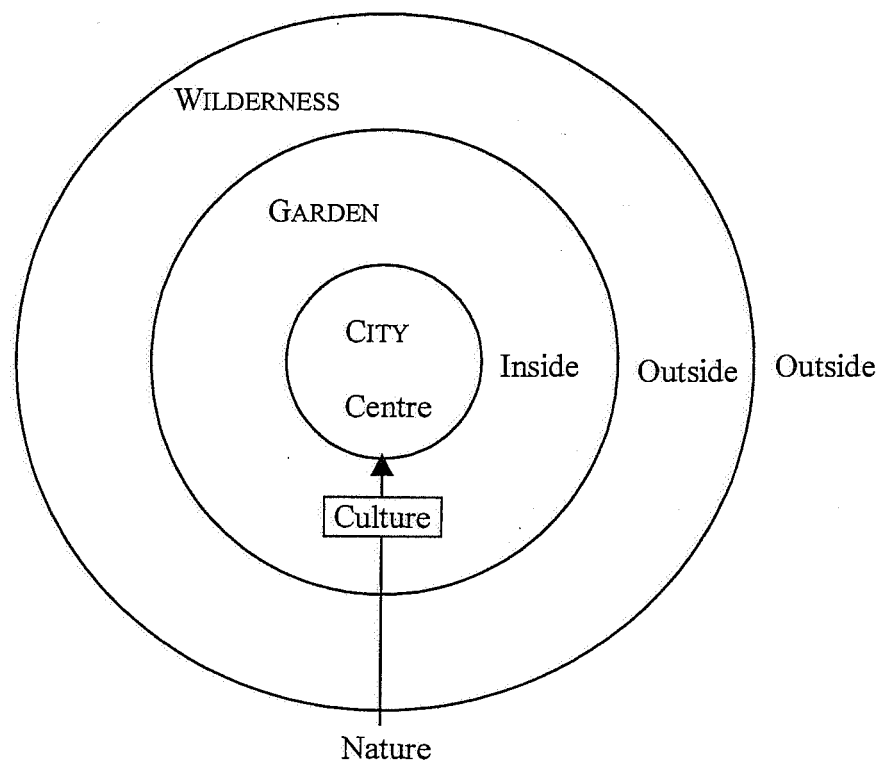 WILDERNESS
GARDEN
CITY
Inside Outside Outside
Centre
Culture
Nature